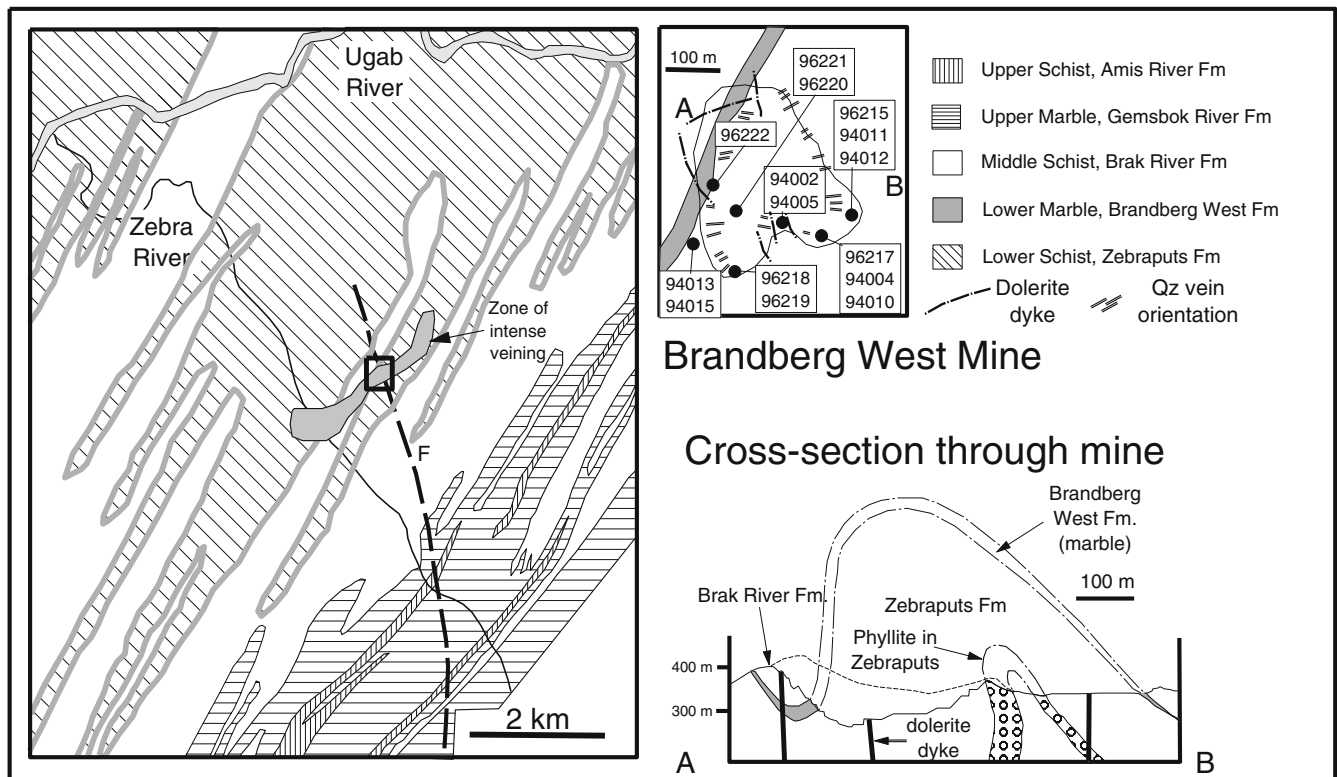 Ugab
River
Zebra
River
Zone of
intense
veining
F
2 km
100 m
A
B
96221
96220
96222
96215
94011
94012
94002
94005
94013
94015
96218
96219
96217
94004
94010
Upper Schist, Amis River Fm
Upper Marble, Gemsbok River Fm
Middle Schist, Brak River Fm
Lower Marble, Brandberg West Fm
Lower Schist, Zebraputs Fm
Dolerite
dyke
Qz vein
orientation
Brandberg West Mine
Cross-section through mine
Brandberg
West Fm.
(marble)
100 m
Brak River Fm.
Zebraputs Fm
Phyllite in
Zebraputs
400 m
300 m
dolerite
dyke
A
B